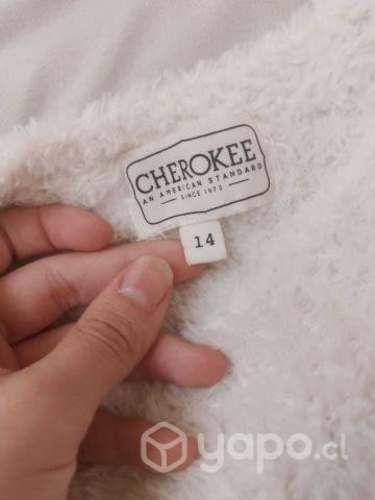 CHEROKEE
AN AMERICAN STANDARD
SINCE 1973
14
yapo.cl